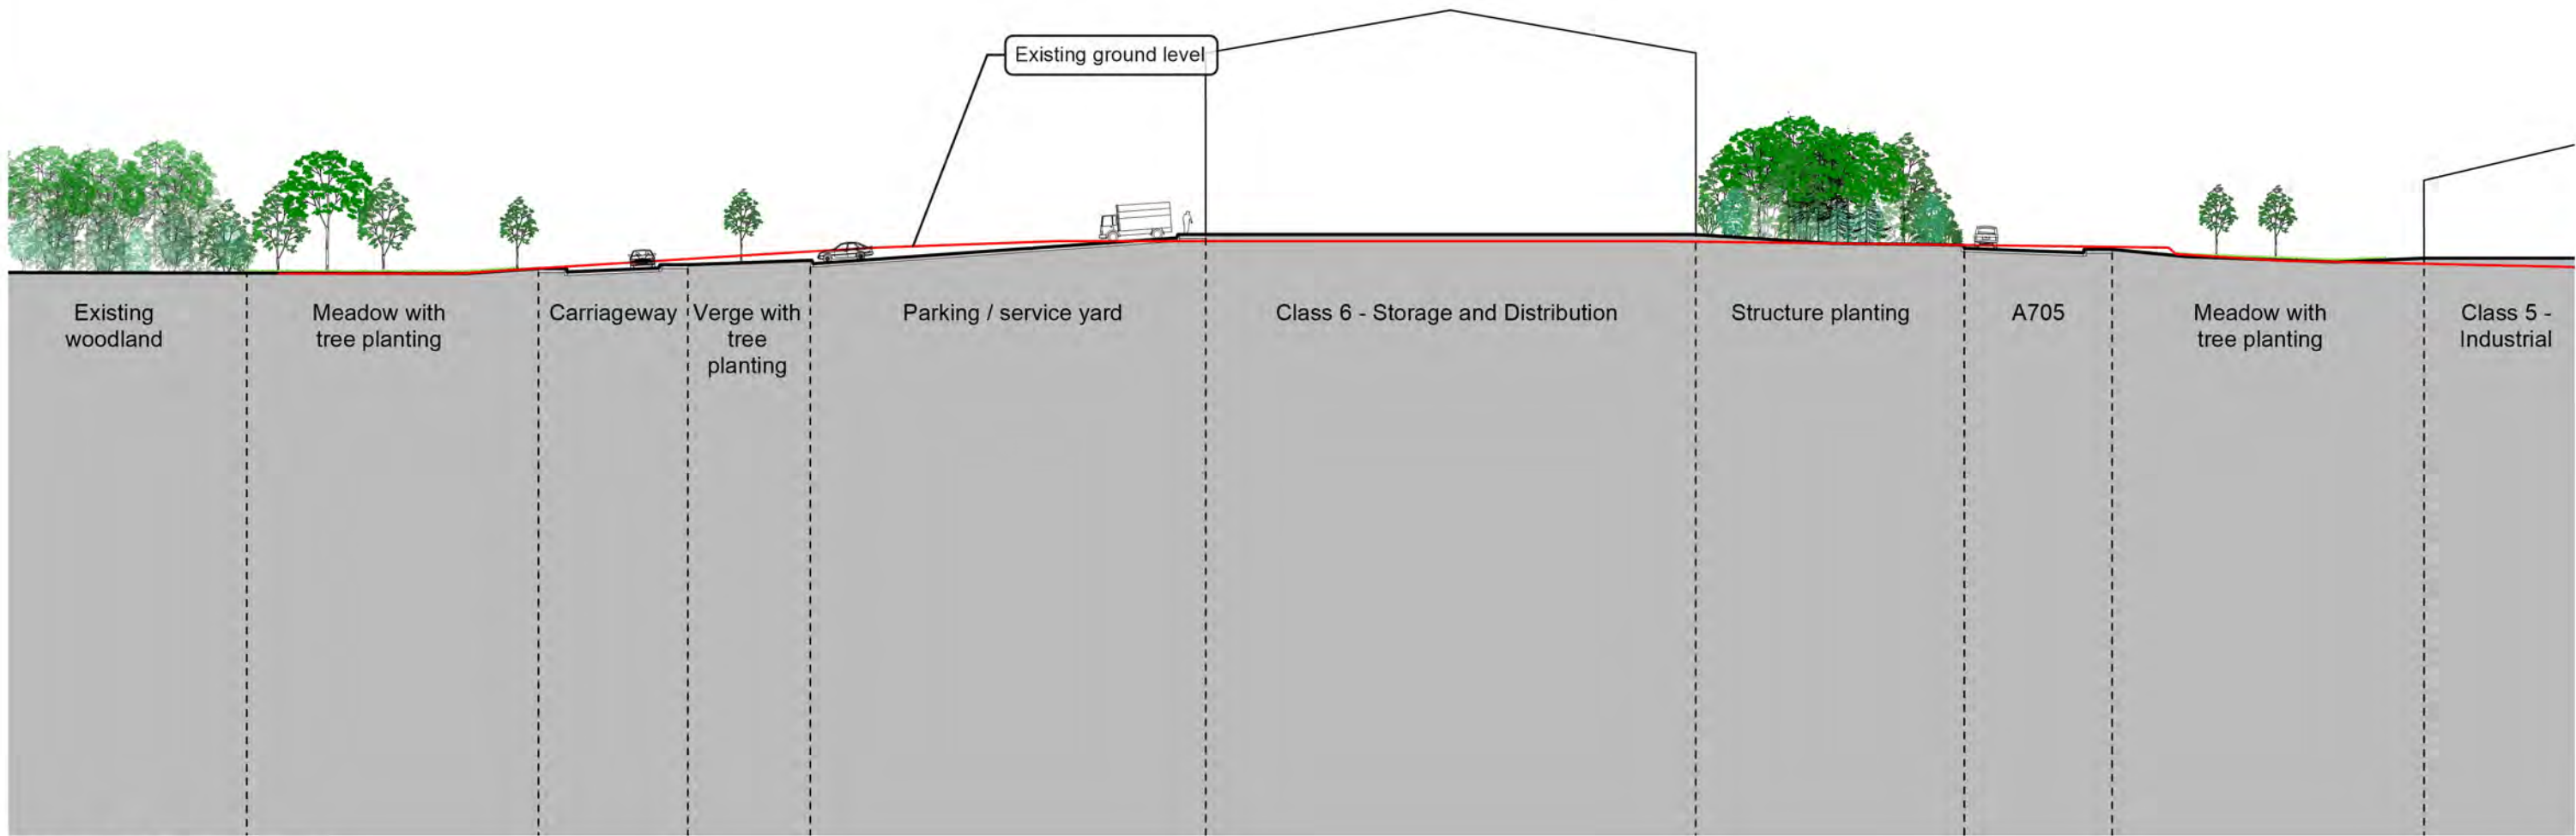 Existing ground level
Existing
woodland
Meadow with
tree planting
Carriageway
Verge with
tree
planting
Parking / service yard
Class 6 - Storage and Distribution
Structure planting
A705
Meadow with
tree planting
Class 5 -
Industrial